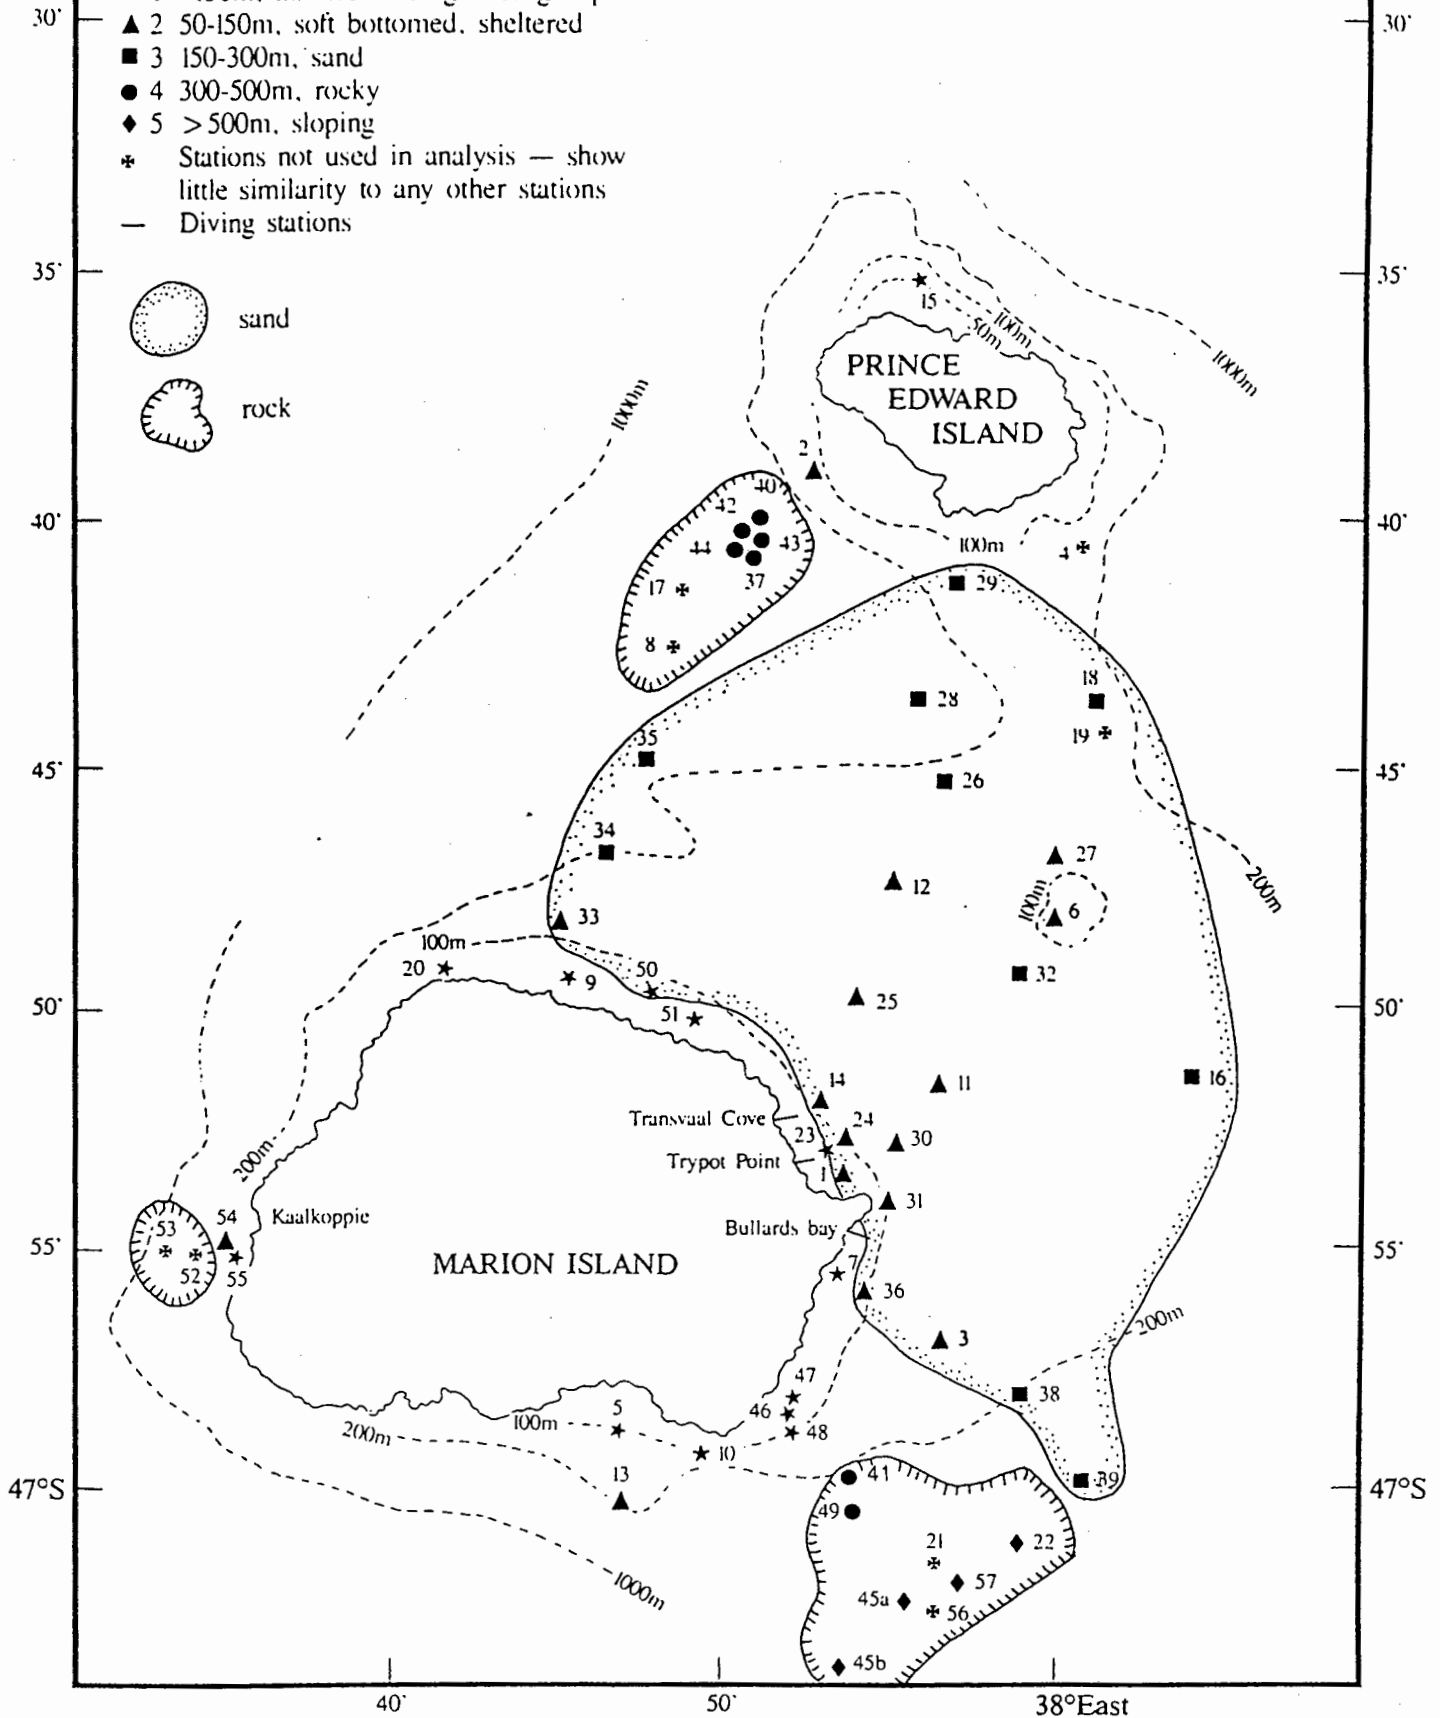 30'
30'
▲ 2 50-150m, soft bottomed, sheltered
■ 3 150-300m, sand
● 4 300-500m, rocky
♦ 5 >500m, sloping
✠ Stations not used in analysis — show
little similarity to any other stations
— Diving stations
35'
35'
sand
rock
15
50m
100m
1000m
1000m
PRINCE
EDWARD
ISLAND
2
40
42
44
43
37
17
8
40'
40'
100m
4
29
18
28
19
35
26
45'
45'
34
27
12
100m
6
200m
33
100m
20
9
50
32
25
51
50'
50'
14
11
16
Transvaal Cove
24
23
30
Trypot Point
1
31
200m
Kaalkoppie
54
53
52
55
Bullards bay
7
36
55'
55'
MARION ISLAND
3
200m
47
38
46
48
5
100m
200m
10
13
41
39
47°S
47°S
49
21
22
57
45a
56
1000m
45b
40'
50'
38°East